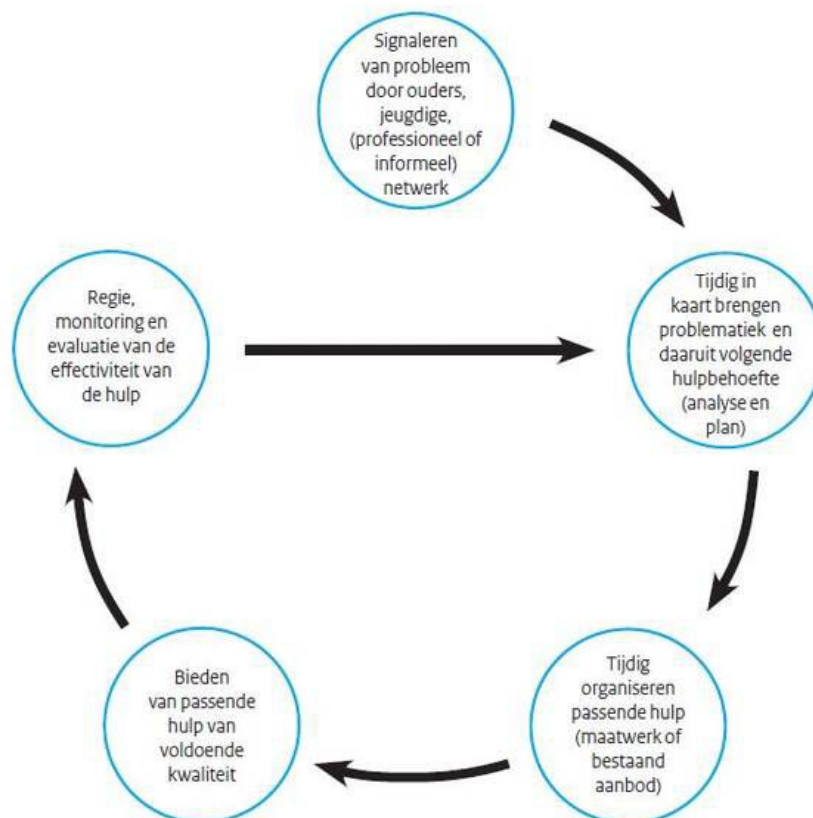 Signaleren
van probleem
door ouders,
jeugdige,
(professioneel of
informeel)
netwerk
Tijdig in
kaart brengen
problematiek en
daaruit volgende
hulpbehoefte
(analyse en
plan)
Tijdig
organiseren
passende hulp
(maatwerk of
bestaand
aanbod)
Bieden
van passende
hulp van
voldoende
kwaliteit
Regie,
monitoring en
evaluatie van de
effectiviteit van
de hulp